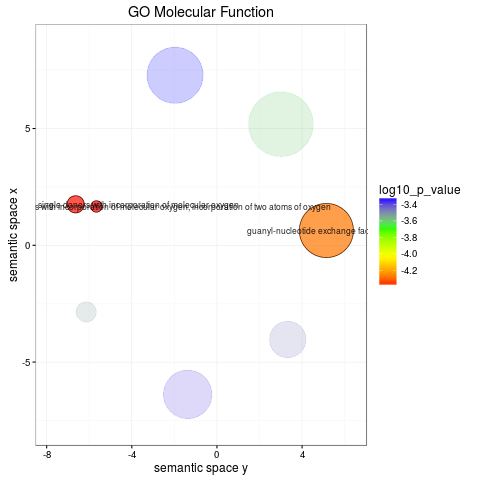 GO Molecular Function
5
0
-5
-8
-4
0
4
semantic space x
semantic space y
single donors with incorporation of molecular oxygen
s with incorporation of molecular oxygen, incorporation of two atoms of oxygen
guanyl-nucleotide exchange fac
log10_p_value
-3.4
-3.6
-3.8
-4.0
-4.2